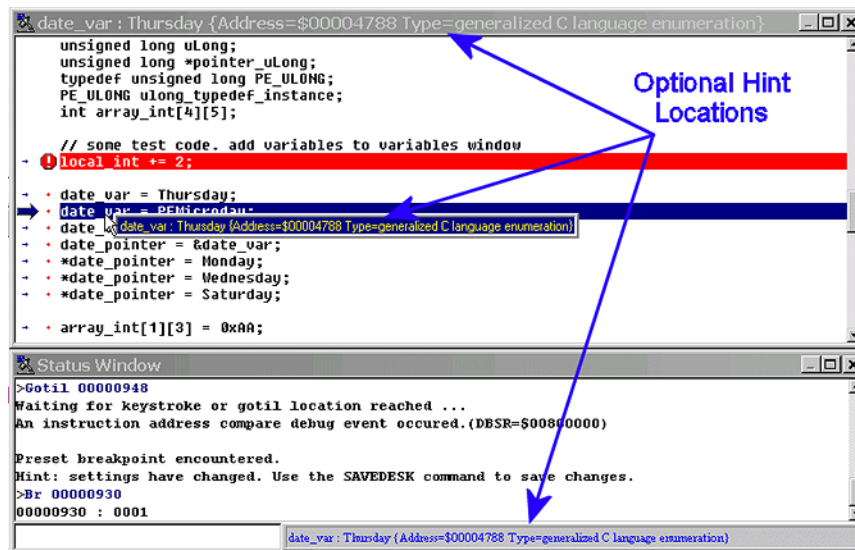 date_var : Thursday {Address=$00004788 Type=generalized C language enumeration}
unsigned long uLong;
unsigned long *pointer_uLong;
typedef unsigned long PE_ULONG;
PE_ULONG ulong_typedef_instance;
int array_int[4][5];
Optional Hint
Locations
// some test code. add variables to variables window
local_int += 2;
date_var = Thursday;
date_var = PEMicroday;
date_
date_var : Thursday {Address=$00004788 Type=generalized C language enumeration}
date_pointer = &date_var;
*date_pointer = Monday;
*date_pointer = Wednesday;
*date_pointer = Saturday;
array_int[1][3] = 0xAA;
Status Window
>Gotil 00000948
Waiting for keystroke or gotil location reached ...
An instruction address compare debug event occured.(DBSR=$00800000)
Preset breakpoint encountered.
Hint: settings have changed. Use the SAVEDESK command to save changes.
>Br 00000930
00000930 : 0001
date_var : Thursday {Address=$00004788 Type=generalized C language enumeration}